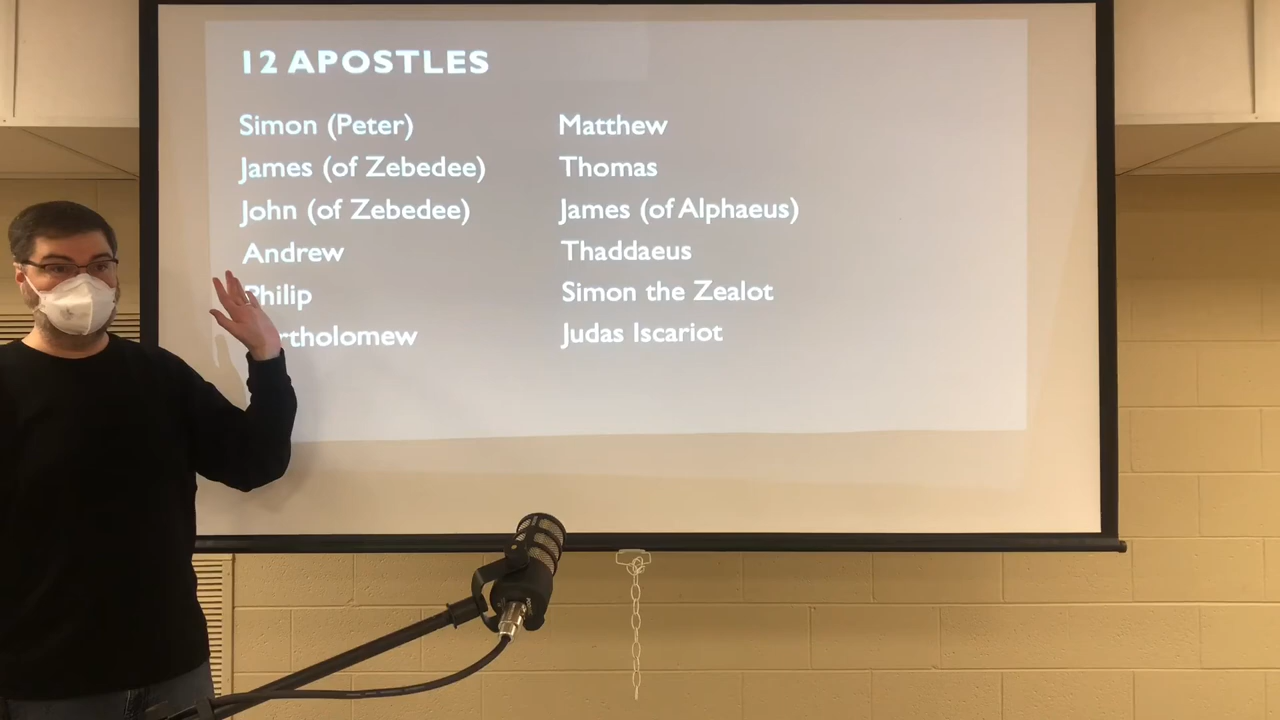 12 APOSTLES
Simon (Peter)
James (of Zebedee)
John (of Zebedee)
Andrew
Philip
rtholomew
Matthew
Thomas
James (of Alphaeus)
Thaddaeus
Simon the Zealot
Judas Iscariot